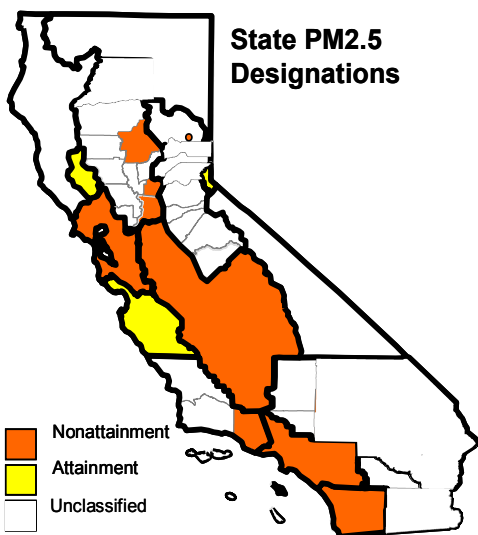 State PM2.5
Designations
Nonattainment
Attainment
Unclassified